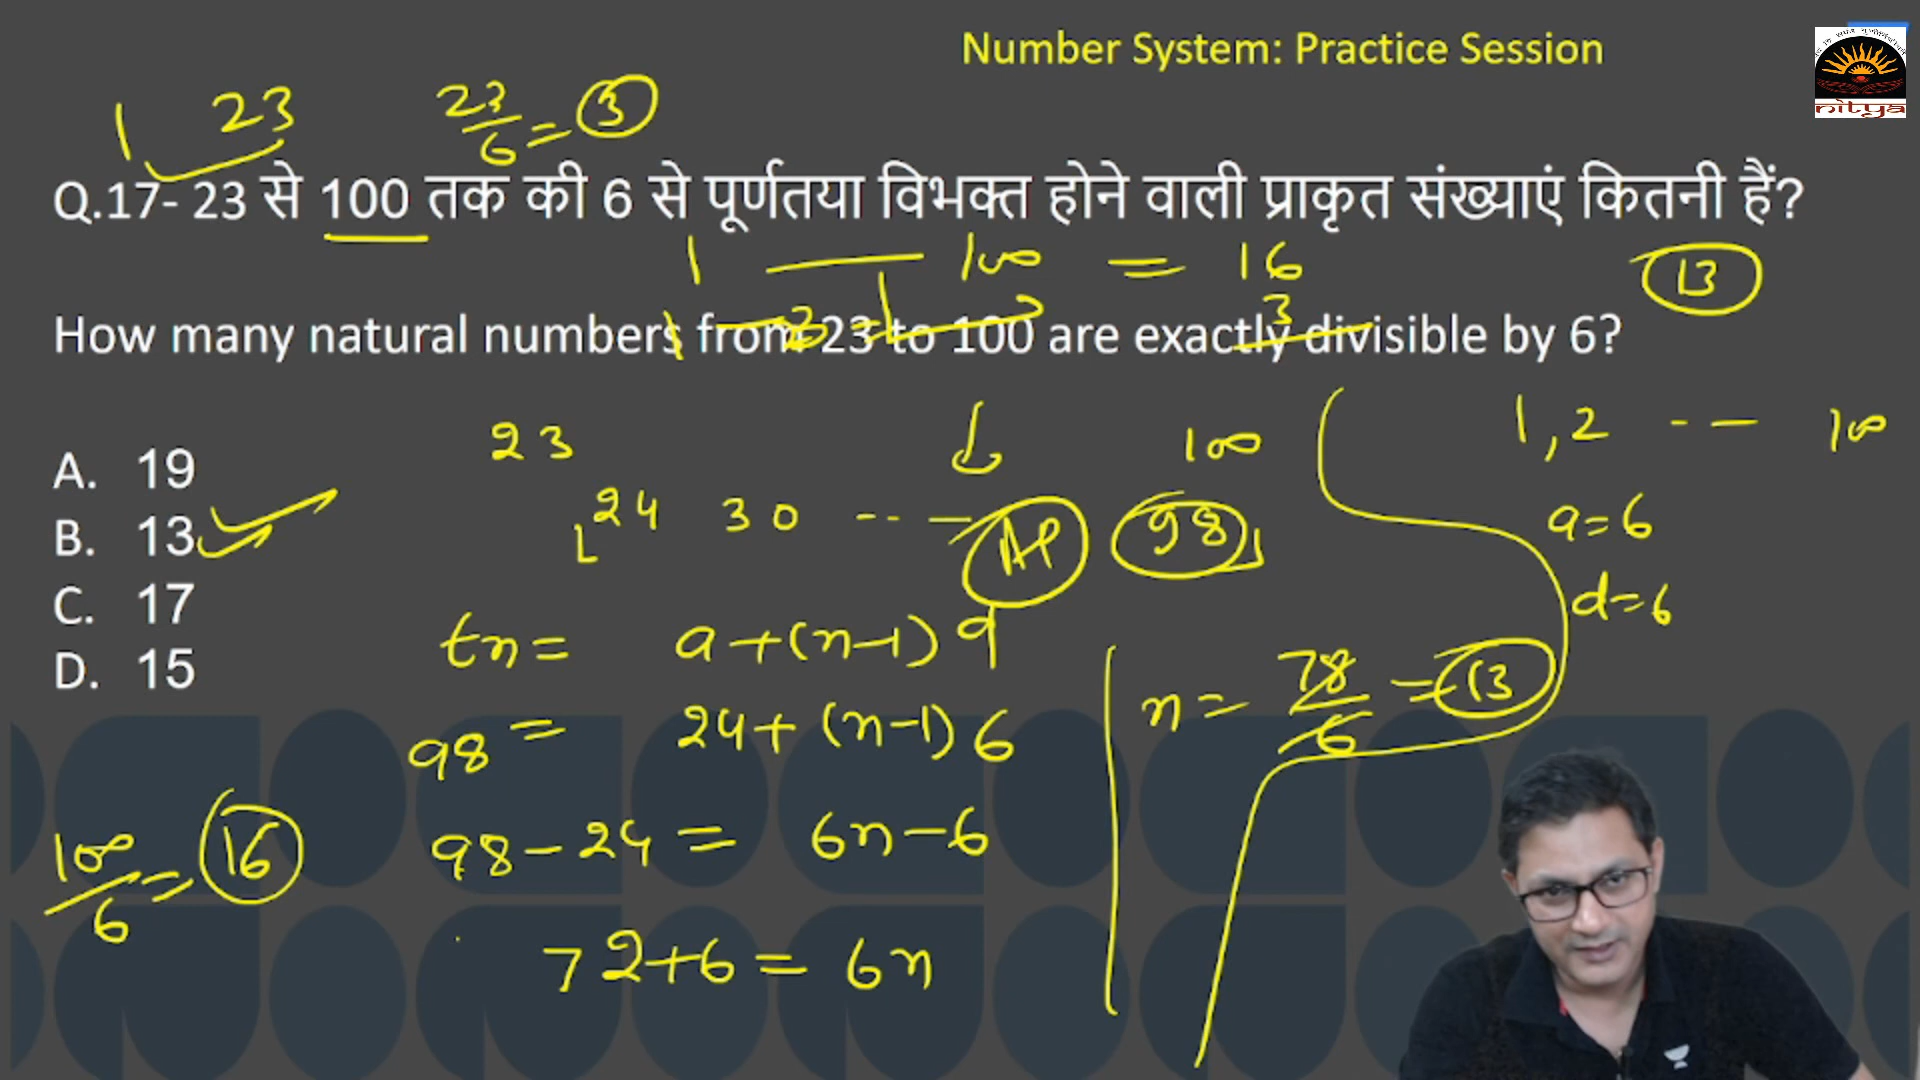 Number System: Practice Session
nitya
1 23
23/6 = 3
Q.17- 23 से 100 तक की 6 से पूर्णतया विभक्त होने वाली प्राकृत संख्याएं कितनी हैं?
1 — 100 = 16
13
3
How many natural numbers from 23 to 100 are exactly divisible by 6?
A. 19
B. 13
C. 17
D. 15
23 100
24 30 -- — AP 98
tn = a+(n-1)d
98 = 24+(n-1)6
98-24 = 6n-6
72+6 = 6n
100/6 = 16
n = 78/6 = 13
1,2 -- — 100
a=6
d=6